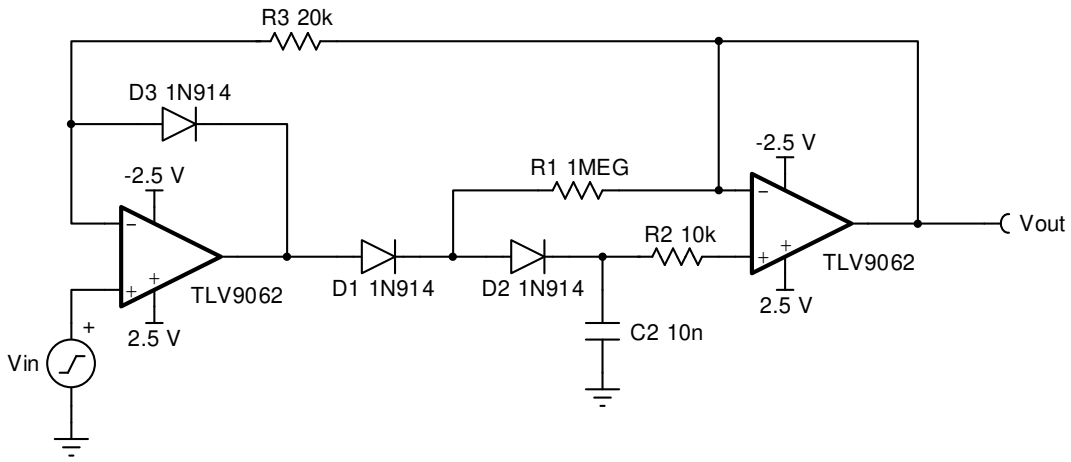 R3 20k
D3 1N914
-2.5 V
-2.5 V
R1 1MEG
−
−
R2 10k
Vout
+
+
TLV9062
+
+
TLV9062
D1 1N914
D2 1N914
2.5 V
2.5 V
+
C2 10n
Vin